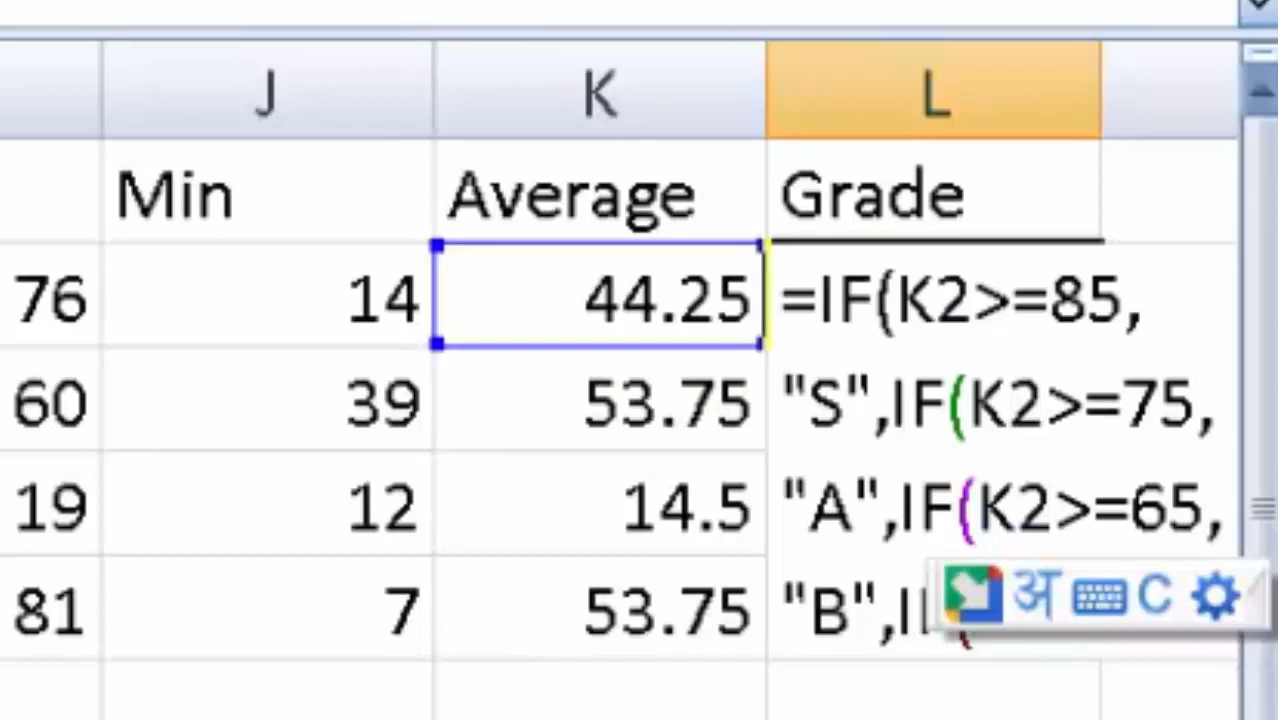 J K L
Min Average Grade
76 14 44.25 =IF(K2>=85,
60 39 53.75 "S",IF(K2>=75,
19 12 14.5 "A",IF(K2>=65,
81 7 53.75 "B",
अ C